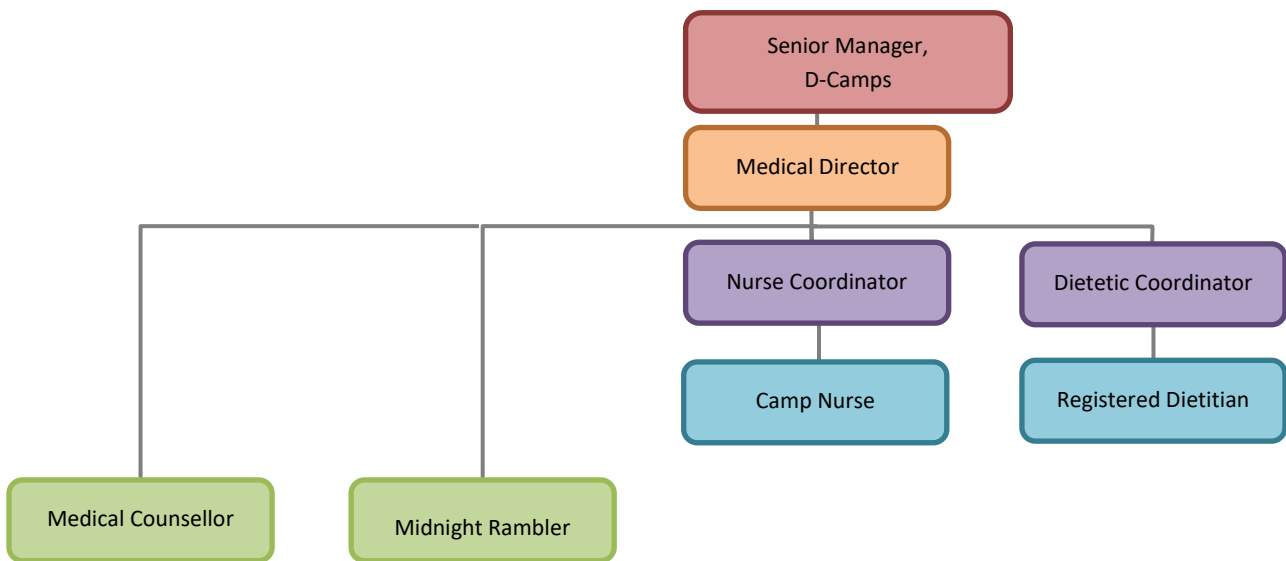 Senior Manager,
D-Camps
Medical Director
Nurse Coordinator
Dietetic Coordinator
Camp Nurse
Registered Dietitian
Medical Counsellor
Midnight Rambler